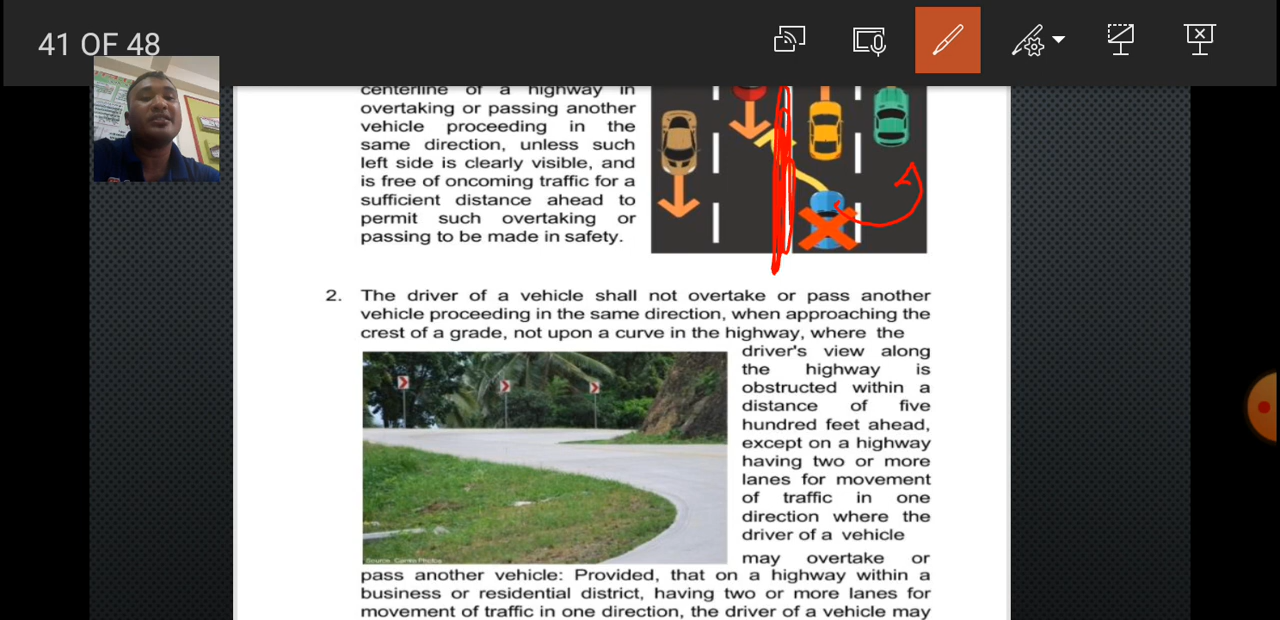 41 OF 48
centerline of a highway in
overtaking or passing another
vehicle proceeding in the
same direction, unless such
left side is clearly visible, and
is free of oncoming traffic for a
sufficient distance ahead to
permit such overtaking or
passing to be made in safety.
2. The driver of a vehicle shall not overtake or pass another
vehicle proceeding in the same direction, when approaching the
crest of a grade, not upon a curve in the highway, where the
driver's view along
the highway is
obstructed within a
distance of five
hundred feet ahead,
except on a highway
having two or more
lanes for movement
of traffic in one
direction where the
driver of a vehicle
may overtake or
pass another vehicle: Provided, that on a highway within a
business or residential district, having two or more lanes for
movement of traffic in one direction, the driver of a vehicle may